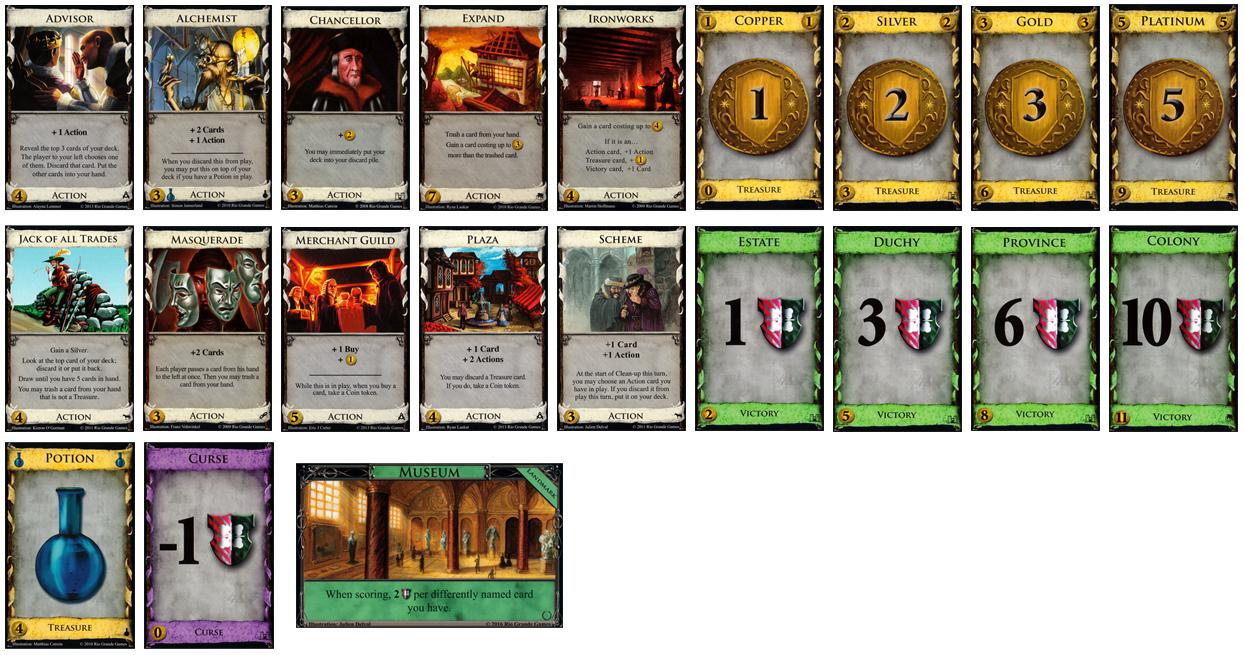 ADVISOR
+ 1 Action
Reveal the top 3 cards of your deck.
The player to your left chooses one
of them. Discard that card. Put the
other cards into your hand.
4 ACTION
ALCHEMIST
+ 2 Cards
+ 1 Action
When you discard this from play,
you may put this on top of your
deck if you have a Potion in play.
3 ACTION
CHANCELLOR
+ 2
You may immediately put your
deck into your discard pile.
3 ACTION
EXPAND
Trash a card from your hand.
Gain a card costing up to 3
more than the trashed card.
7 ACTION
IRONWORKS
Gain a card costing up to 4
If it is an...
Action card, +1 Action
Treasure card, + 1
Victory card, +1 Card
4 ACTION
1 COPPER 1
1
0 TREASURE
2 SILVER 2
2
3 TREASURE
3 GOLD 3
3
6 TREASURE
5 PLATINUM 5
5
9 TREASURE
JACK OF ALL TRADES
Gain a Silver.
Look at the top card of your deck;
discard it or put it back.
Draw until you have 5 cards in hand.
You may trash a card from your hand
that is not a Treasure.
4 ACTION
MASQUERADE
+2 Cards
Each player passes a card from his hand
to the left at once. Then you may trash a
card from your hand.
3 ACTION
MERCHANT GUILD
+ 1 Buy
+ 1
While this is in play, when you buy a
card, take a Coin token.
5 ACTION
PLAZA
+ 1 Card
+ 2 Actions
You may discard a Treasure card.
If you do, take a Coin token.
4 ACTION
SCHEME
+1 Card
+1 Action
At the start of Clean-up this turn,
you may choose an Action card you
have in play. If you discard it from
play this turn, put it on your deck.
3 ACTION
ESTATE
1
2 VICTORY
DUCHY
3
5 VICTORY
PROVINCE
6
8 VICTORY
COLONY
10
11 VICTORY
POTION
4 TREASURE
CURSE
-1
0 CURSE
MUSEUM
LANDMARK
When scoring, 2 per differently named card
you have.
Illustration: Julien Delval © 2016 Rio Grande Games